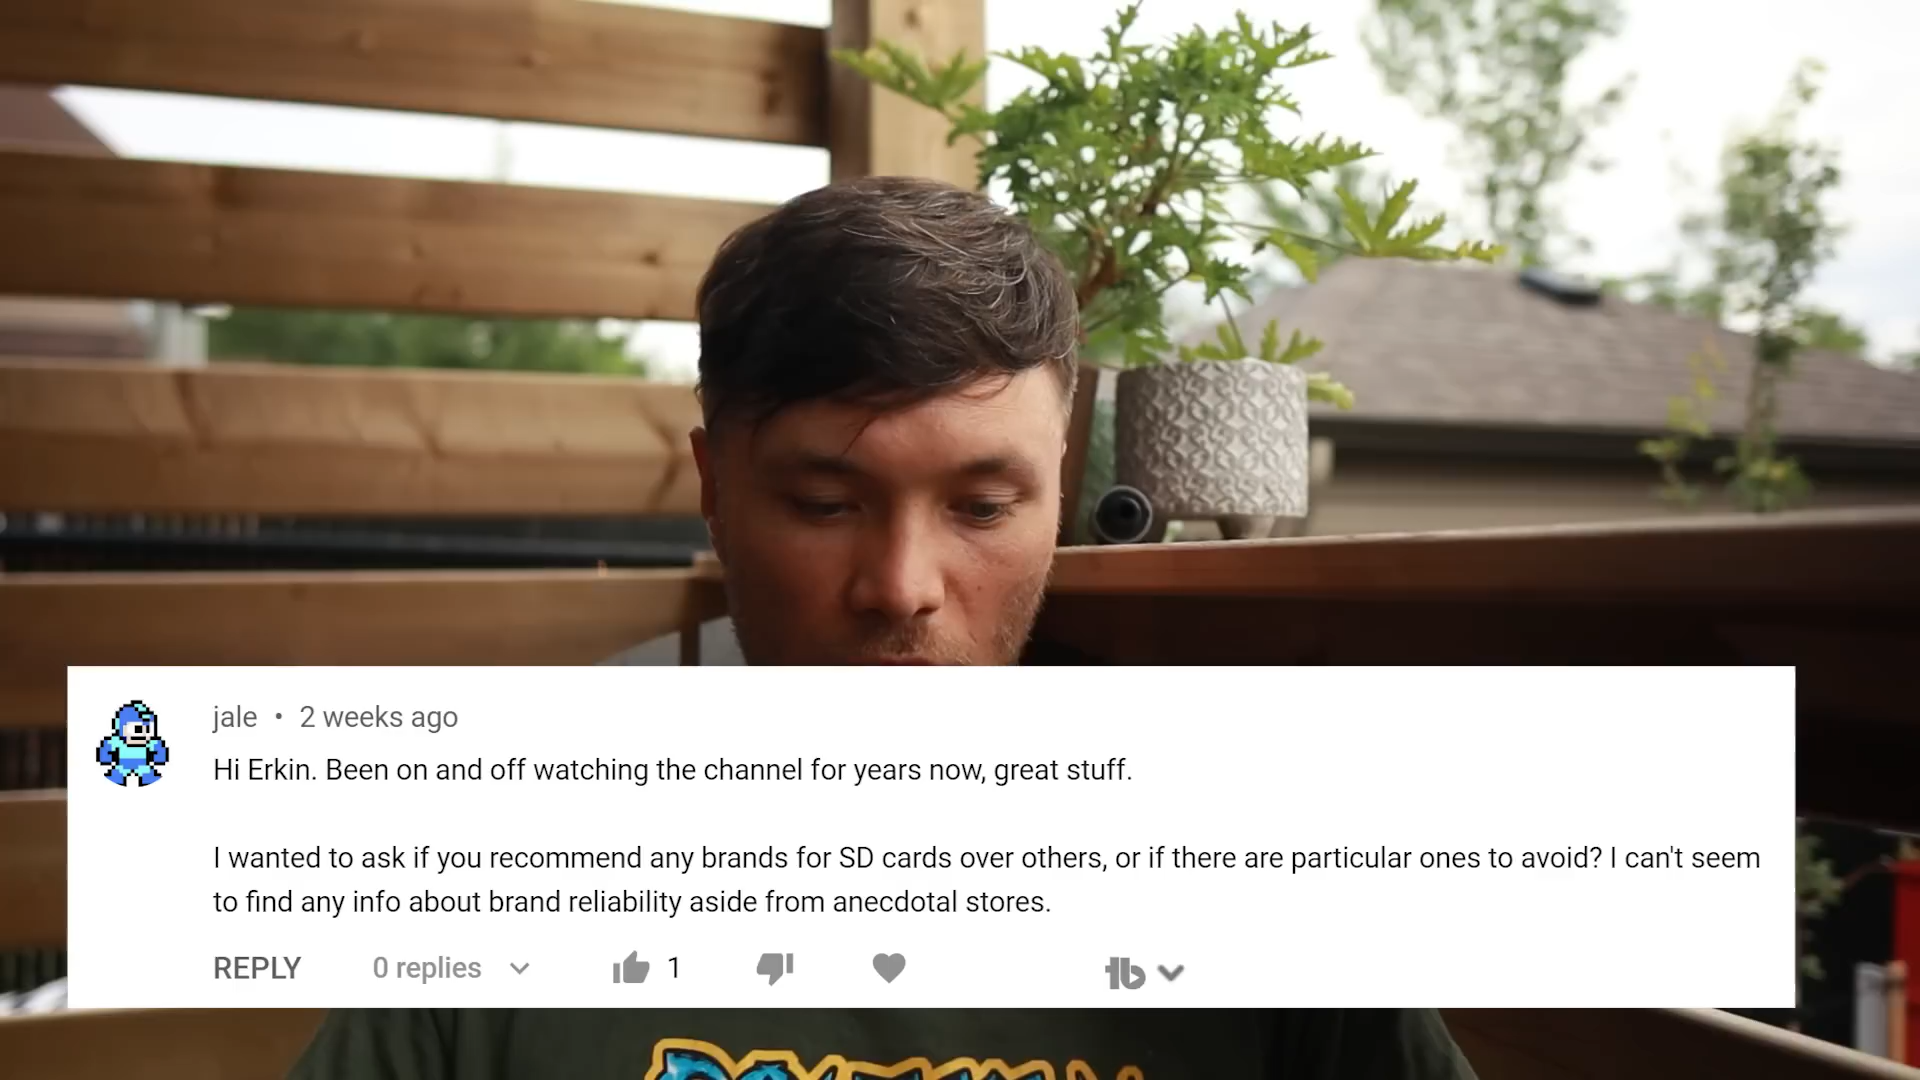 jale • 2 weeks ago
Hi Erkin. Been on and off watching the channel for years now, great stuff.
I wanted to ask if you recommend any brands for SD cards over others, or if there are particular ones to avoid? I can't seem
to find any info about brand reliability aside from anecdotal stores.
REPLY 0 replies 1